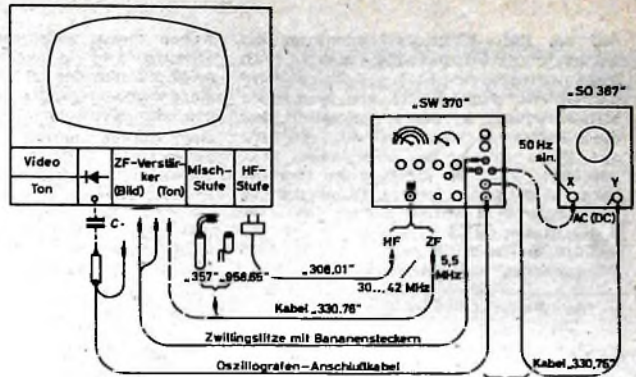 „SW 370"
„SO 367"
Video
Ton
ZF-Verstär-
ker
(Bild) (Ton)
Misch-
Stufe
HF-
Stufe
50 Hz
sin.
X
Y
AC (DC)
C
HF
ZF
5,5
MHz
„357"
„958,65"
„308,01"
30... 42 MHz
Kabel „330.76"
Zwillingslitze mit Bananensteckern
Oszillografen-Anschlußkabel
Kabel „330,76"